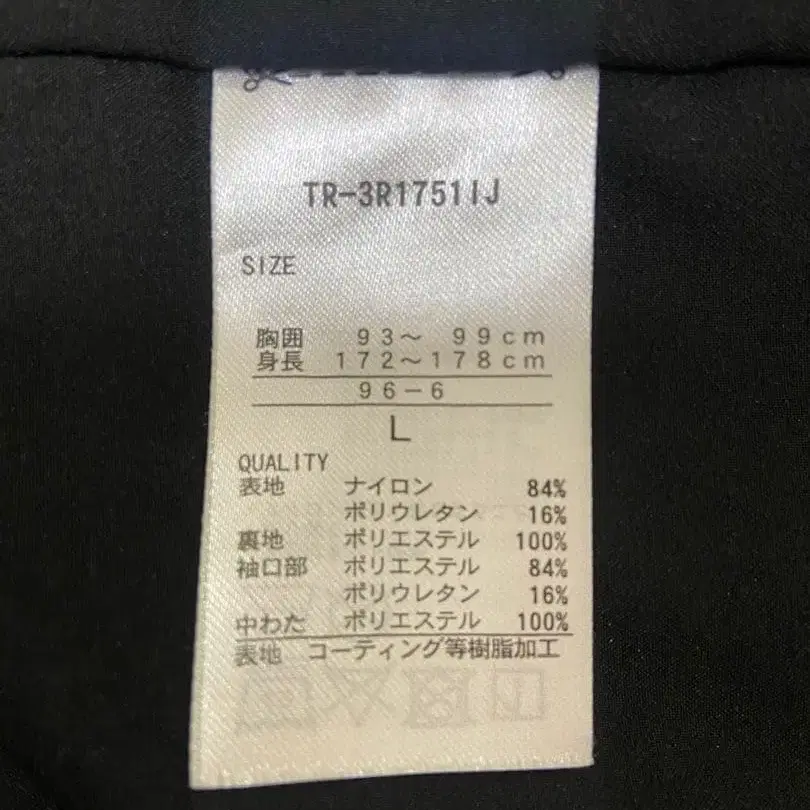 TR-3R1751IJ
SIZE
胸囲 93〜 99cm
身長 172〜178cm
96-6
L
QUALITY
表地 ナイロン 84%
ポリウレタン 16%
裏地 ポリエステル 100%
袖口部 ポリエステル 84%
ポリウレタン 16%
中わた ポリエステル 100%
表地 コーティング等樹脂加工